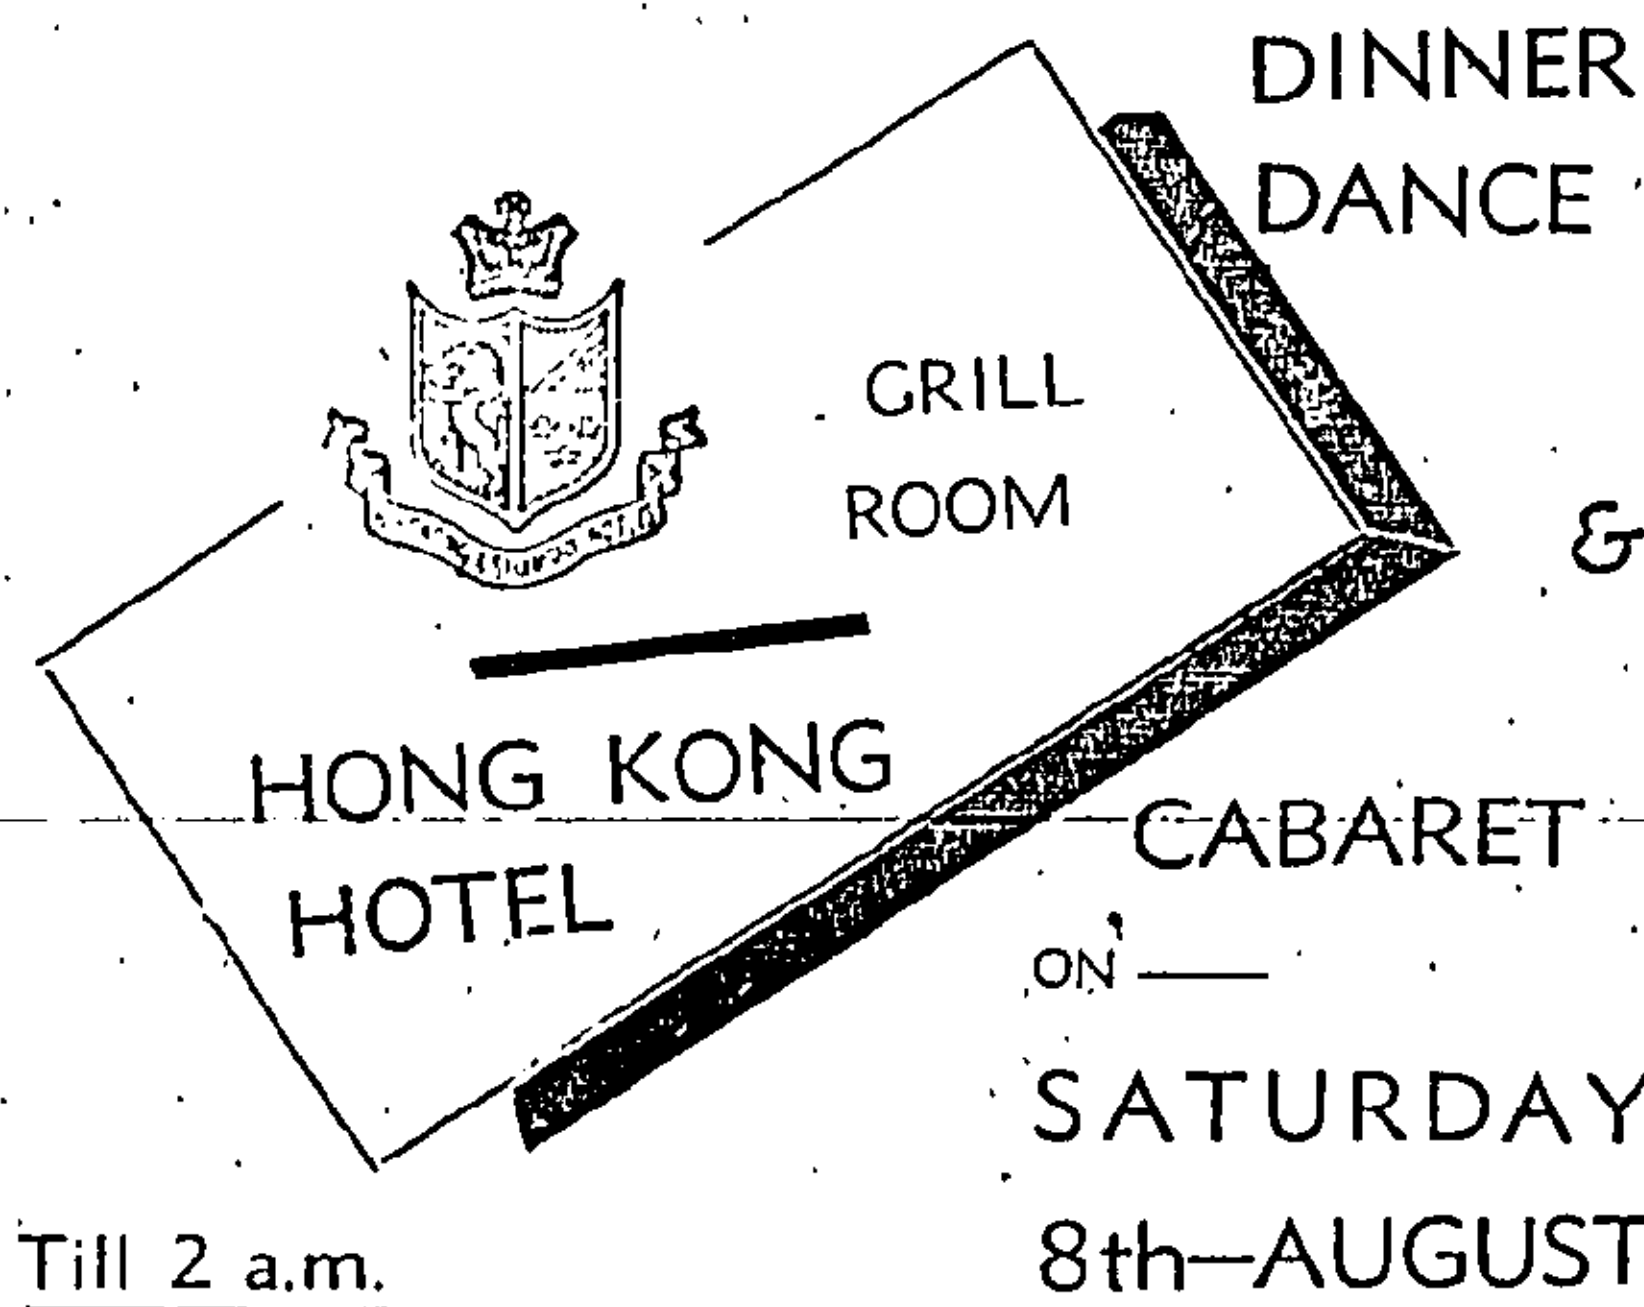 DINNER
DANCE
&
CABARET
ON —
SATURDAY
8th—AUGUST
GRILL
ROOM
HONG KONG
HOTEL
Till 2 a.m.